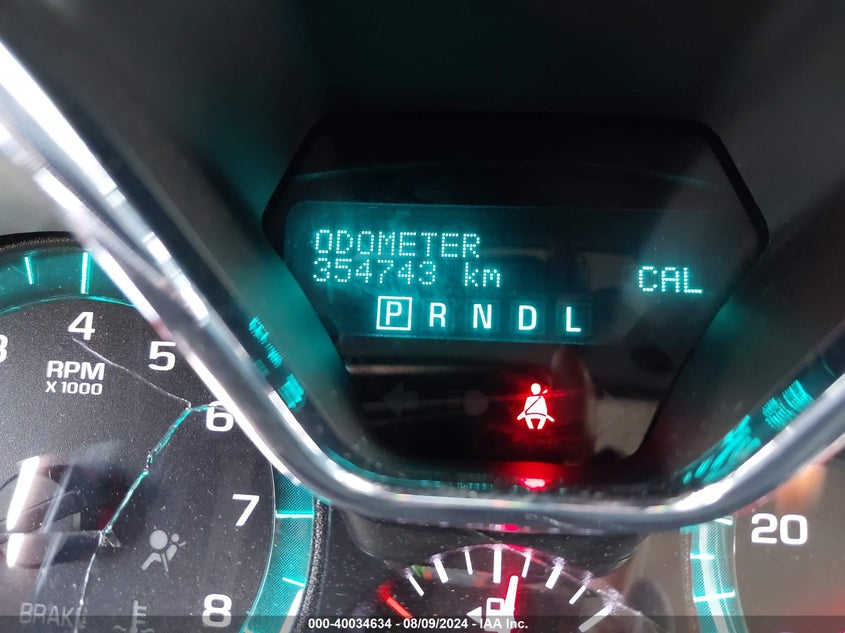 ODOMETER
354743 km CAL
P R N D L
4
5
6
7
8
RPM
X 1000
BRAKE
20
000-40034634 - 08/09/2024 - IAA Inc.